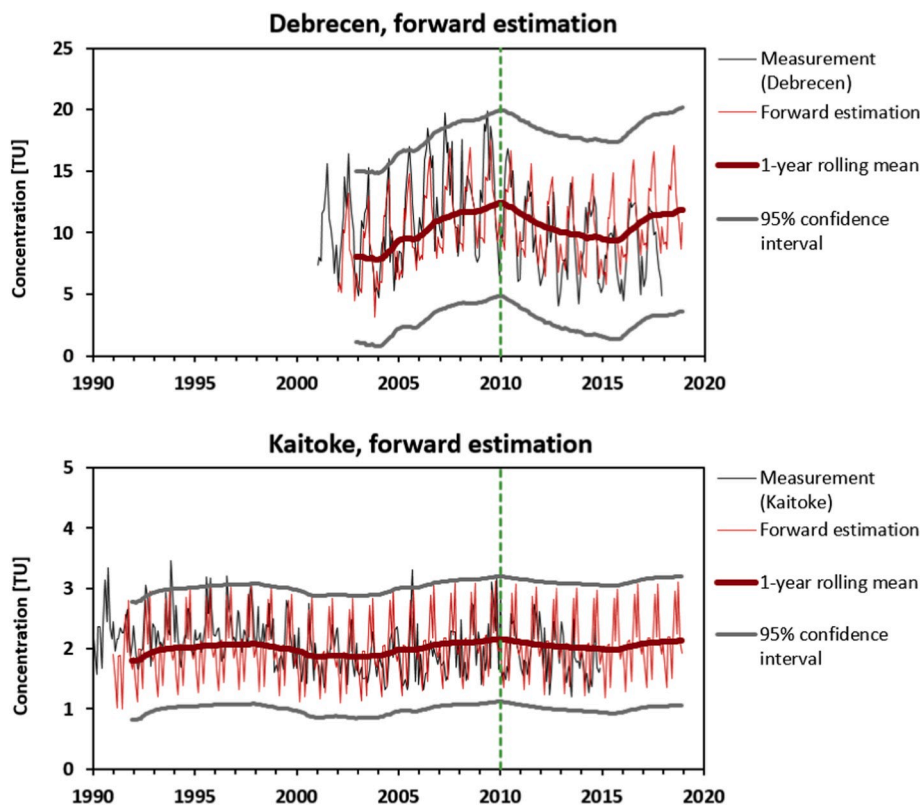 Debrecen, forward estimation
Concentration [TU]
25
20
15
10
5
0
1990
1995
2000
2005
2010
2015
2020
Measurement
(Debrecen)
Forward estimation
1-year rolling mean
95% confidence
interval
Kaitoke, forward estimation
Concentration [TU]
5
4
3
2
1
0
1990
1995
2000
2005
2010
2015
2020
Measurement
(Kaitoke)
Forward estimation
1-year rolling mean
95% confidence
interval